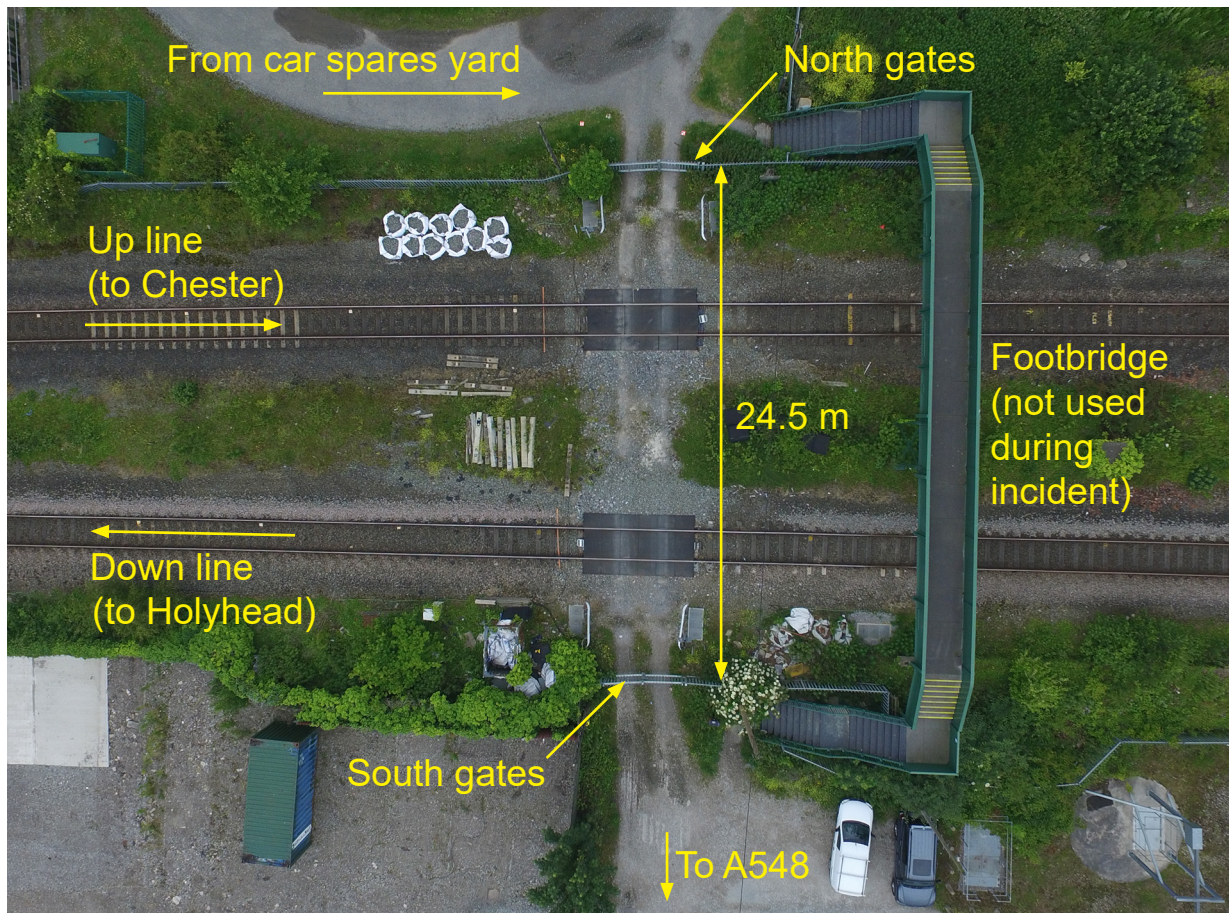 From car spares yard
North gates
Up line
(to Chester)
Footbridge
(not used
during
incident)
24.5 m
Down line
(to Holyhead)
South gates
To A548